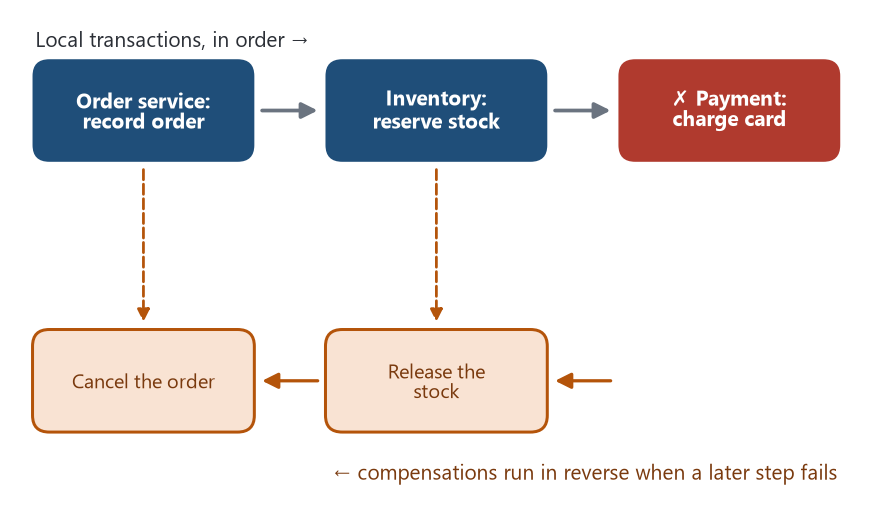 Local transactions, in order →
Order service:
record order
Inventory:
reserve stock
✗ Payment:
charge card
Cancel the order
Release the
stock
← compensations run in reverse when a later step fails